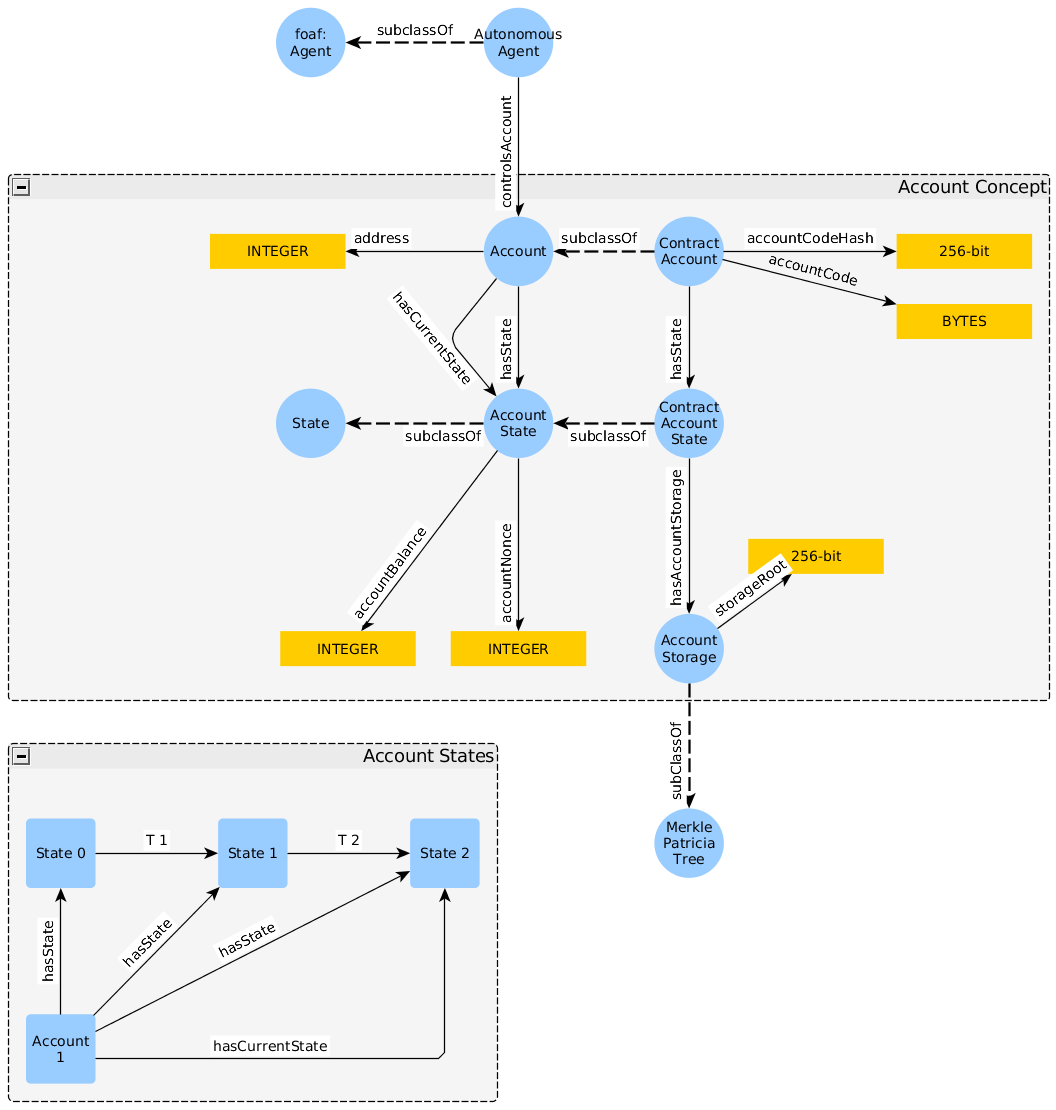 foaf:
Agent
subclassOf
Autonomous
Agent
controlsAccount
Account Concept
INTEGER
address
Account
subclassOf
Contract
Account
accountCodeHash
256-bit
accountCode
BYTES
hasCurrentState
hasState
hasState
State
subclassOf
Account
State
subclassOf
Contract
Account
State
accountBalance
accountNonce
hasAccountStorage
256-bit
storageRoot
INTEGER
INTEGER
Account
Storage
subClassOf
Merkle
Patricia
Tree
Account States
State 0
T 1
State 1
T 2
State 2
hasState
hasState
hasState
Account
1
hasCurrentState